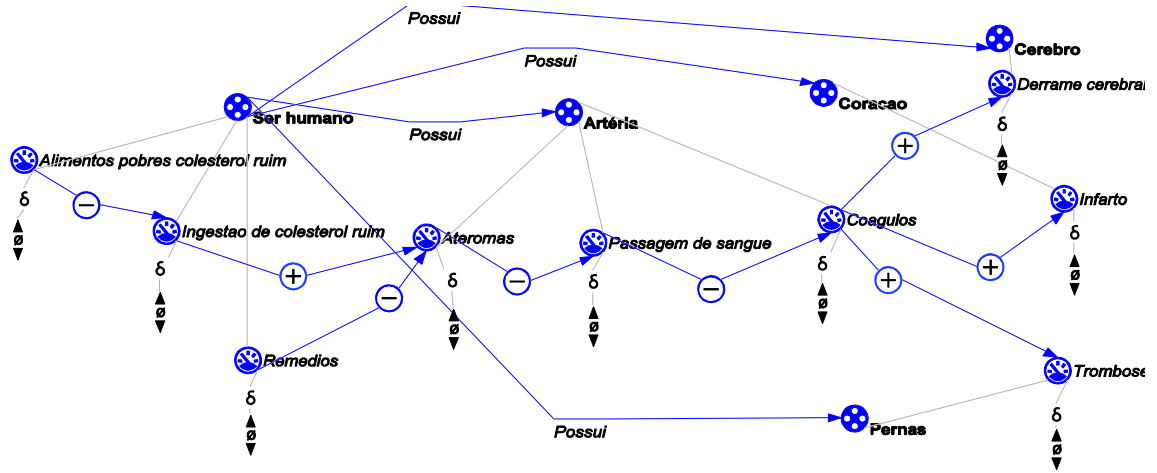 Possui
Cerebro
Possui
Derrame cerebral
Coracao
Ser humano
Artéria
Possui
δ
+
Alimentos pobres colesterol ruim
ø
δ
−
Infarto
Coagulos
Ingestao de colesterol ruim
Ateromas
Passagem de sangue
δ
ø
δ
δ
+
δ
δ
+
−
−
+
ø
−
ø
ø
ø
ø
Remedios
Trombose
δ
δ
Possui
Pernas
ø
ø